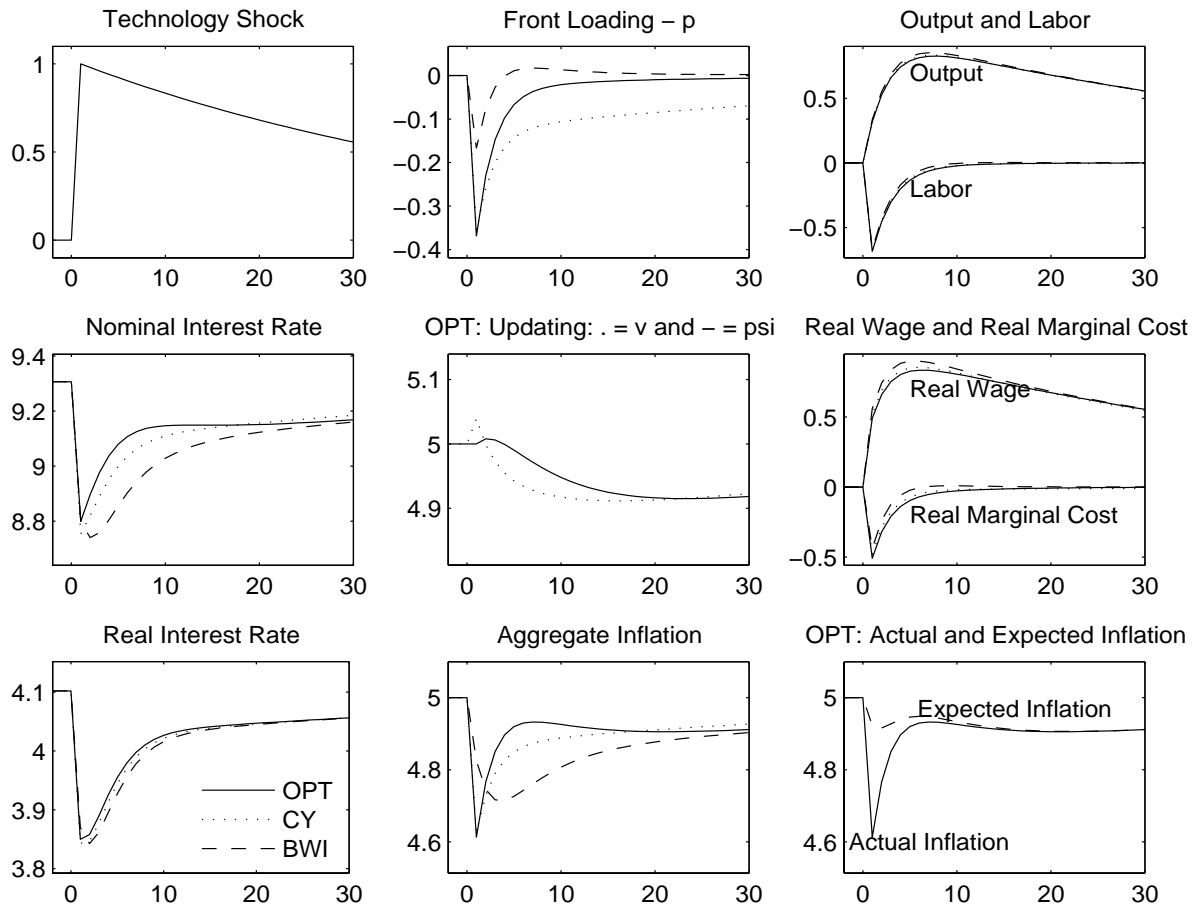 Technology Shock
1
0.5
0
0 10 20 30
Front Loading − p
0
−0.1
−0.2
−0.3
−0.4
0 10 20 30
Output and Labor
0.5
0
−0.5
Output
Labor
0 10 20 30
Nominal Interest Rate
9.4
9.2
9
8.8
0 10 20 30
OPT: Updating: . = v and − = psi
5.1
5
4.9
0 10 20 30
Real Wage and Real Marginal Cost
0.5
0
−0.5
Real Wage
Real Marginal Cost
0 10 20 30
Real Interest Rate
4.1
4
3.9
3.8
OPT
CY
BWI
0 10 20 30
Aggregate Inflation
5
4.8
4.6
0 10 20 30
OPT: Actual and Expected Inflation
5
4.8
4.6
Expected Inflation
Actual Inflation
0 10 20 30